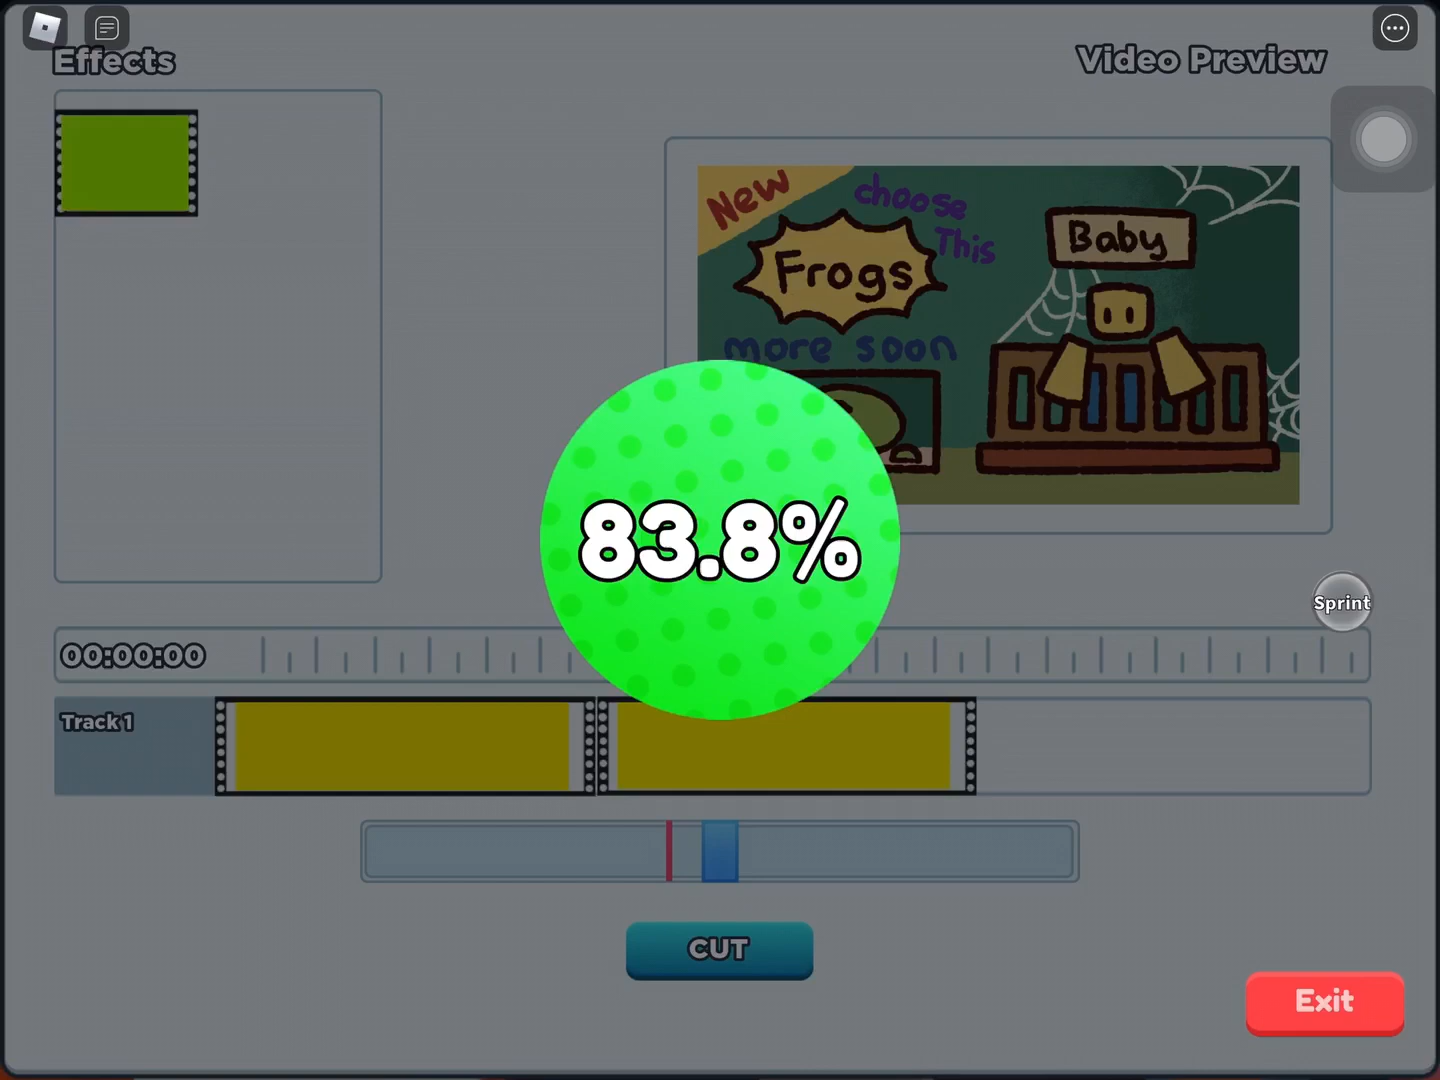 Effects
Video Preview
New
choose
This
Frogs
Baby
more soon
83.8%
Sprint
00:00:00
Track 1
CUT
Exit